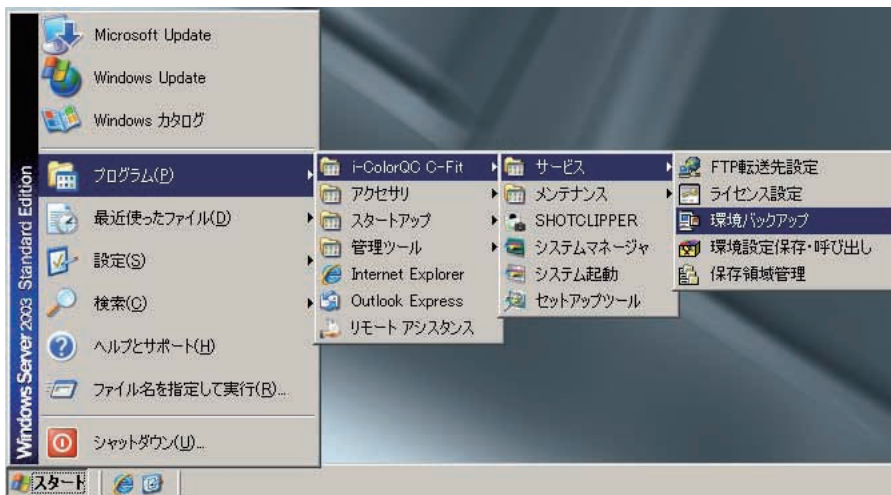 Microsoft Update
Windows Update
Windows カタログ
プログラム(P)
最近使ったファイル(D)
設定(S)
検索(C)
ヘルプとサポート(H)
ファイル名を指定して実行(R)...
シャットダウン(U)...
Windows Server 2003 Standard Edition
i-ColorQC C-Fit
アクセサリ
スタートアップ
管理ツール
Internet Explorer
Outlook Express
リモート アシスタンス
サービス
メンテナンス
SHOTCLIPPER
システムマネージャ
システム起動
セットアップツール
FTP転送先設定
ライセンス設定
環境バックアップ
環境設定保存・呼び出し
保存領域管理
スタート